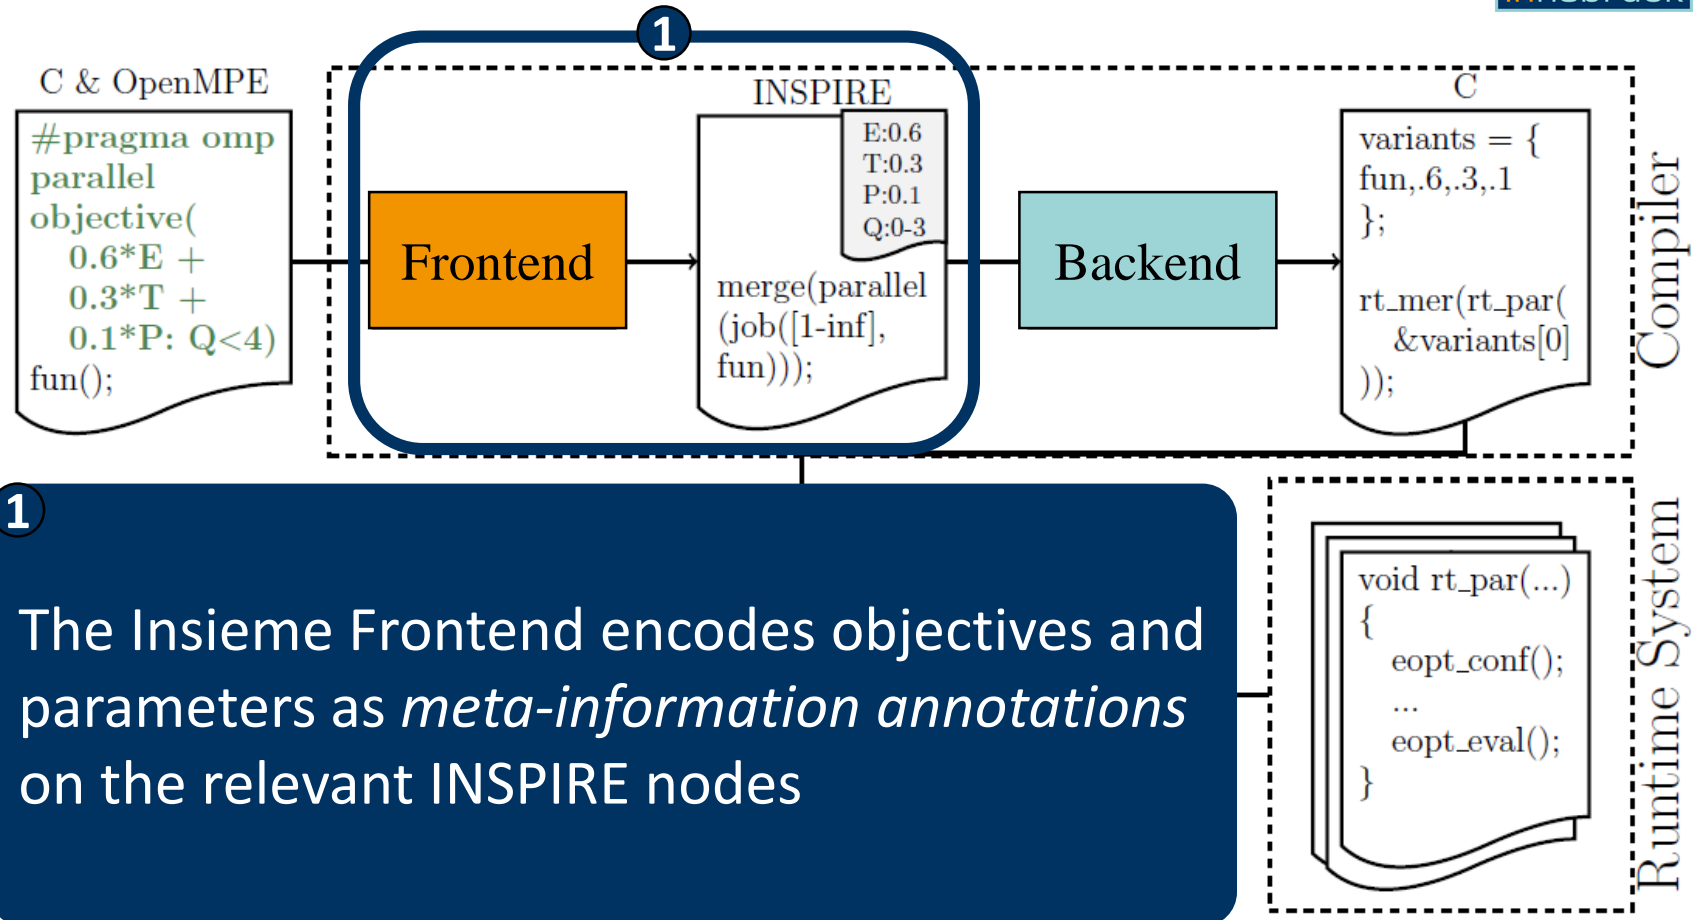 1
C & OpenMPE
#pragma omp
parallel
objective(
0.6*E +
0.3*T +
0.1*P: Q<4)
fun();
Frontend
INSPIRE
E:0.6
T:0.3
P:0.1
Q:0-3
merge(parallel
(job([1-inf],
fun)));
Backend
C
variants = {
fun,.6,.3,.1
};
rt_mer(rt_par(
&variants[0]
));
Compiler
1
The Insieme Frontend encodes objectives and
parameters as meta-information annotations
on the relevant INSPIRE nodes
void rt_par(...)
{
eopt_conf();
...
eopt_eval();
}
Runtime System